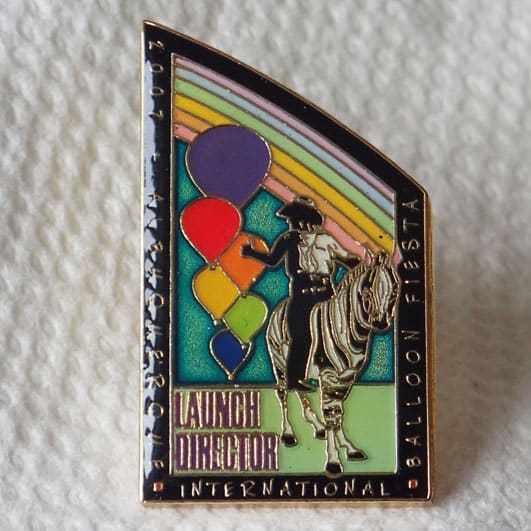 2007 ALBUQUERQUE
INTERNATIONAL
BALLOON FIESTA
LAUNCH
DIRECTOR